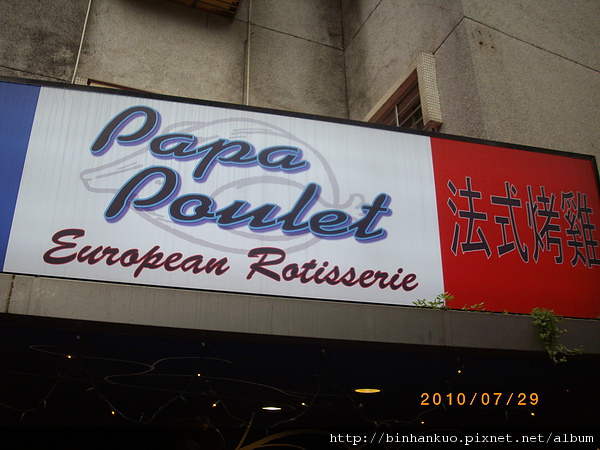 Papa
Poulet
European Rotisserie
法式烤雞
2010/07/29
http://binhankuo.pixnet.net/album